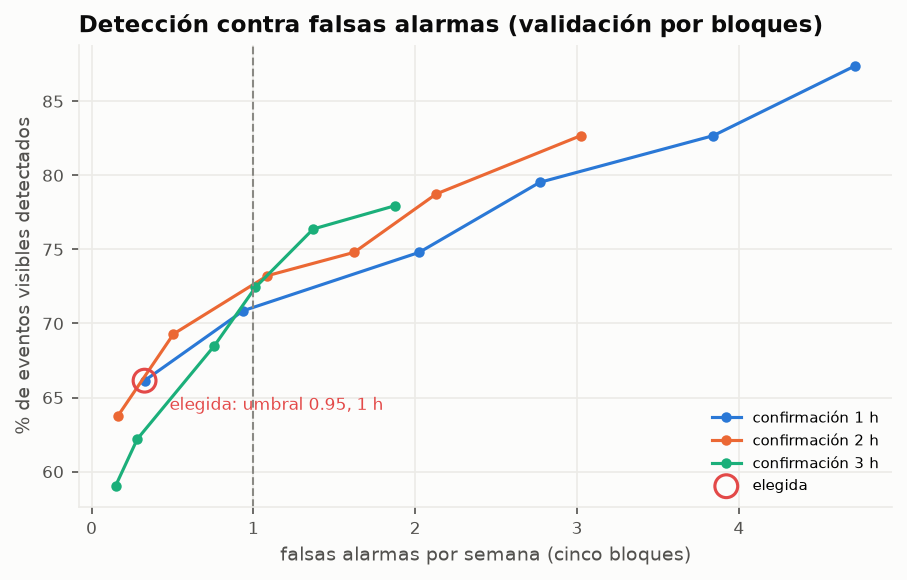 Detección contra falsas alarmas (validación por bloques)
% de eventos visibles detectados
85
80
75
70
65
60
elegida: umbral 0.95, 1 h
confirmación 1 h
confirmación 2 h
confirmación 3 h
elegida
0
1
2
3
4
falsas alarmas por semana (cinco bloques)